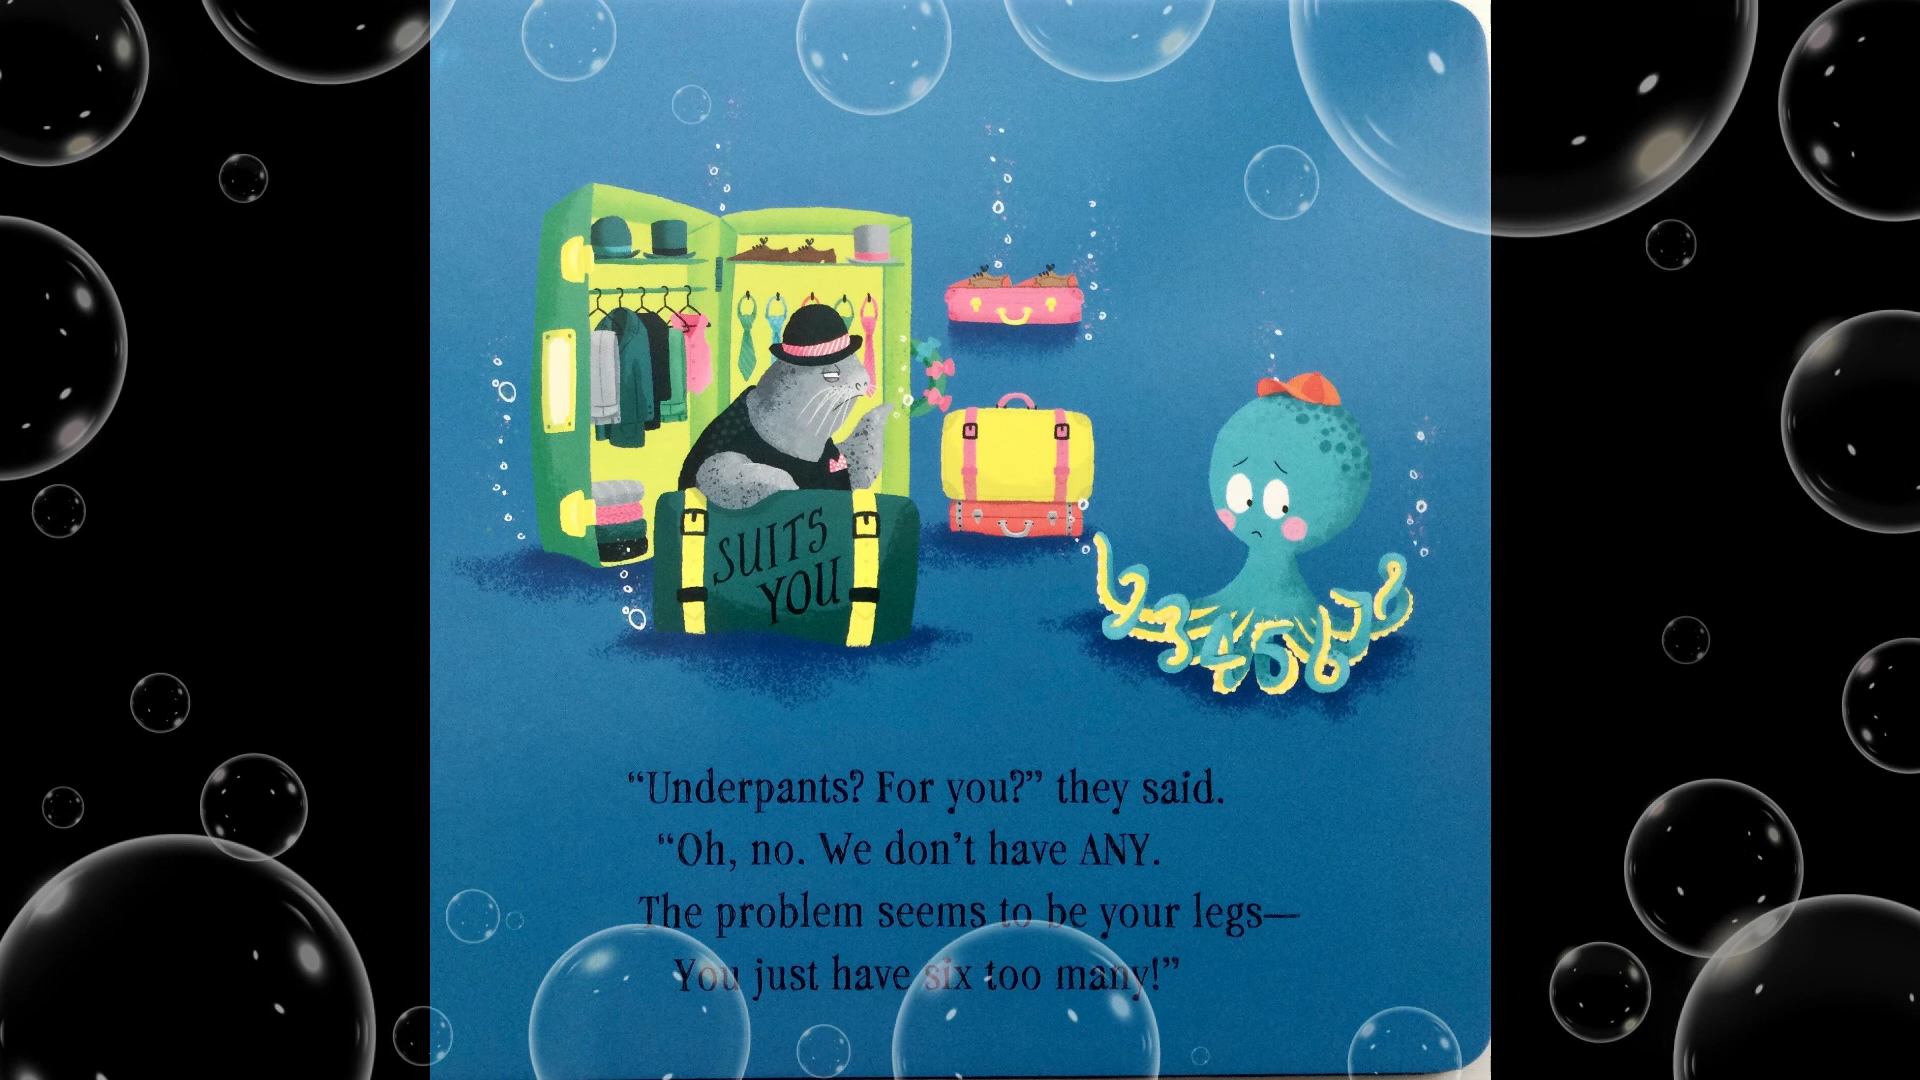 SUITS
YOU
“Underpants? For you?” they said.
“Oh, no. We don’t have ANY.
The problem seems to be your legs—
You just have six too many!”